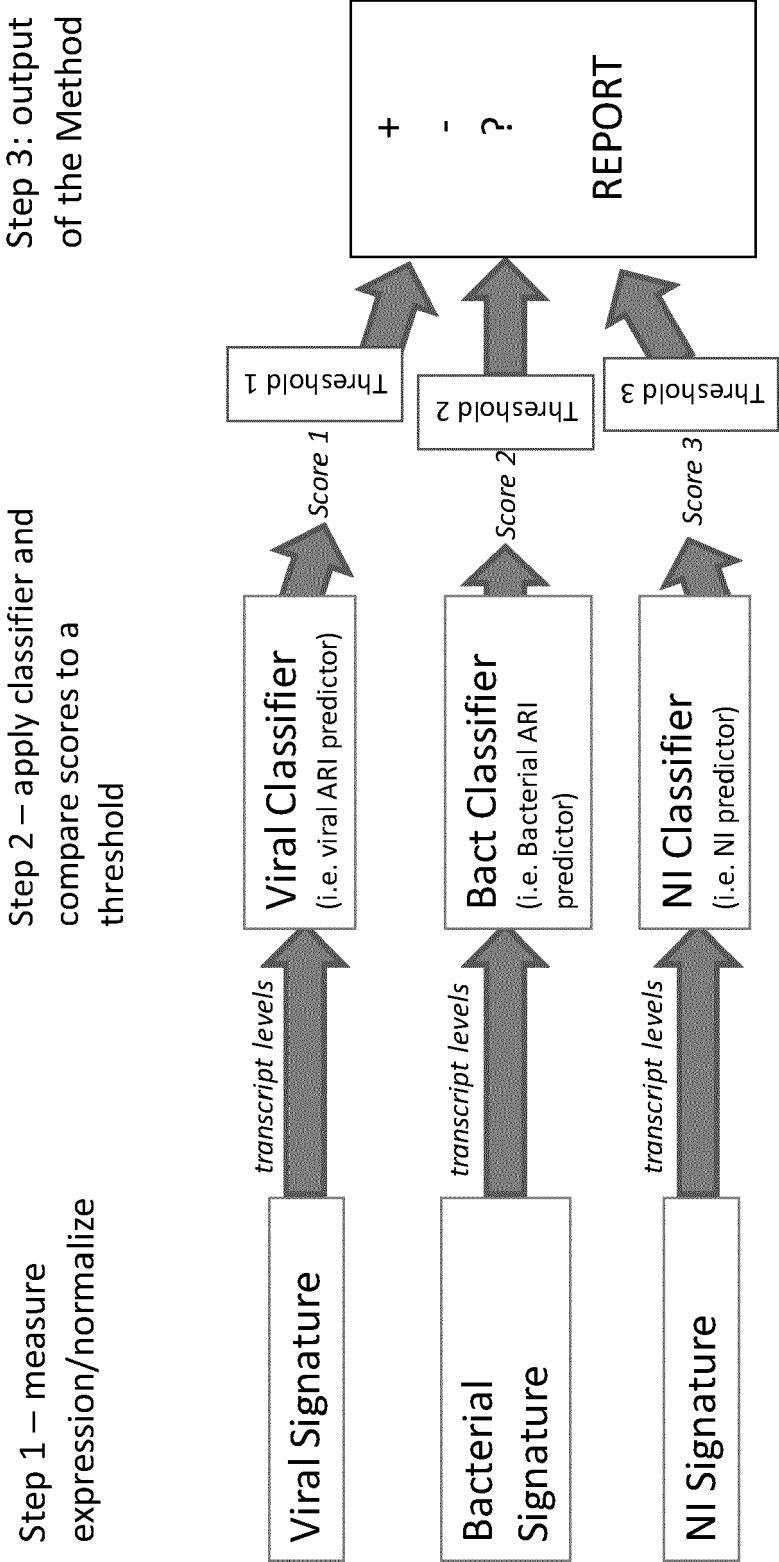 Step 1 – measure
expression/normalize
Step 2 – apply classifier and
compare scores to a
threshold
Step 3: output
of the Method
Viral Signature
transcript levels
Viral Classifier
(i.e. viral ARI predictor)
Score 1
Threshold 1
Bacterial
Signature
transcript levels
Bact Classifier
(i.e. Bacterial ARI
predictor)
Score 2
Threshold 2
NI Signature
transcript levels
NI Classifier
(i.e. NI predictor)
Score 3
Threshold 3
+
-
?
REPORT